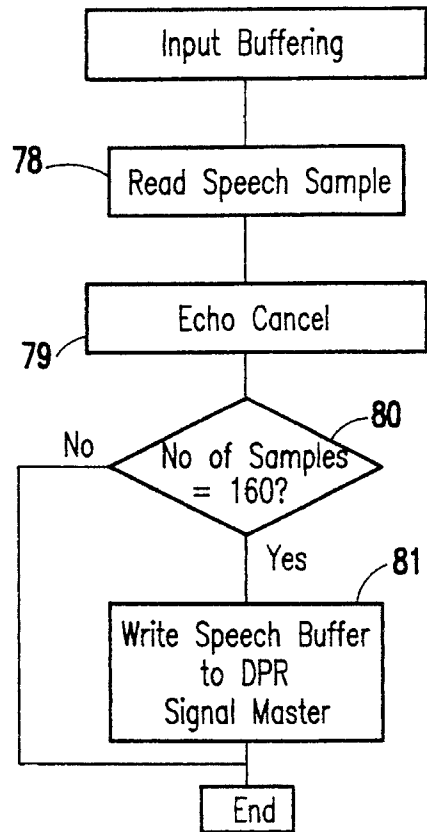 Input Buffering
78
Read Speech Sample
Echo Cancel
79
80
No
No of Samples
= 160?
Yes
81
Write Speech Buffer
to DPR
Signal Master
End